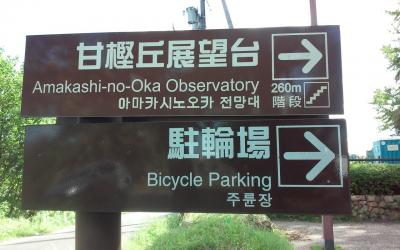 甘樫丘展望台
Amakashi-no-Oka Observatory
아마카시노오카 전망대
260m
階段
駐輪場
Bicycle Parking
주륜장